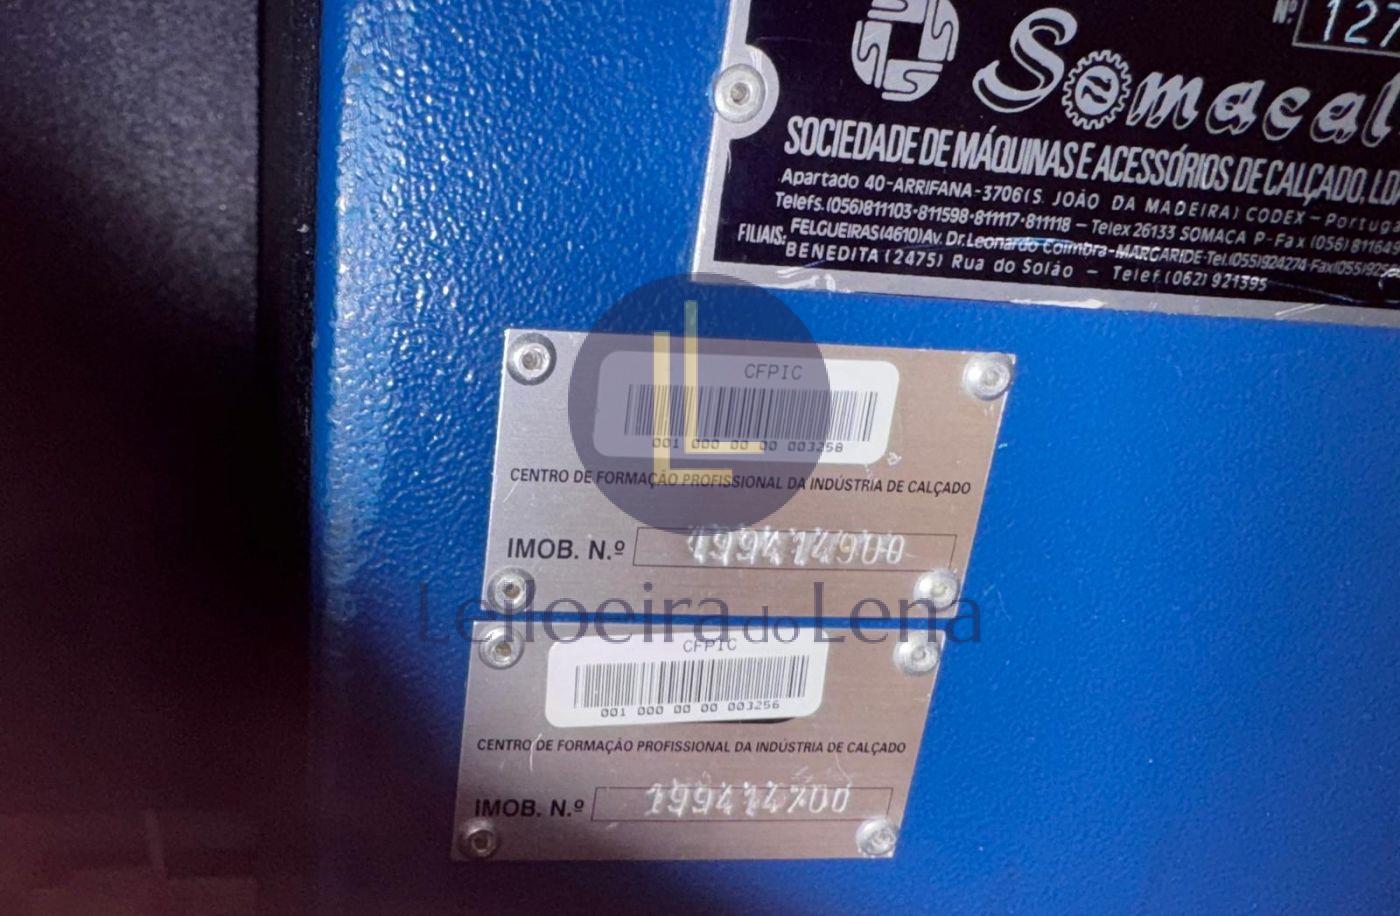 Nº 127
Somacal
SOCIEDADE DE MÁQUINAS E ACESSÓRIOS DE CALÇADO, LD
Apartado 40-ARRIFANA-3706 (S. JOÃO DA MADEIRA) CODEX - Portuga
Telefs. (056) 811103 · 811598 · 811117 · 811118 - Telex 26133 SOMACA P-Fax (056) 81164
FILIAIS: FELGUEIRAS (4610) Av. Dr. Leonardo Coimbra-MARGARIDE-Tel. (055) 924274-Fax (055)
BENEDITA (2475) Rua do Solão - Telef. (062) 921395
CFPIC
001 000 00 00 003258
CENTRO DE FORMAÇÃO PROFISSIONAL DA INDÚSTRIA DE CALÇADO
IMOB. N.º 199414900
Leiloeira do Lena
CFPIC
001 000 00 00 003256
CENTRO DE FORMAÇÃO PROFISSIONAL DA INDÚSTRIA DE CALÇADO
IMOB. N.º 199414700